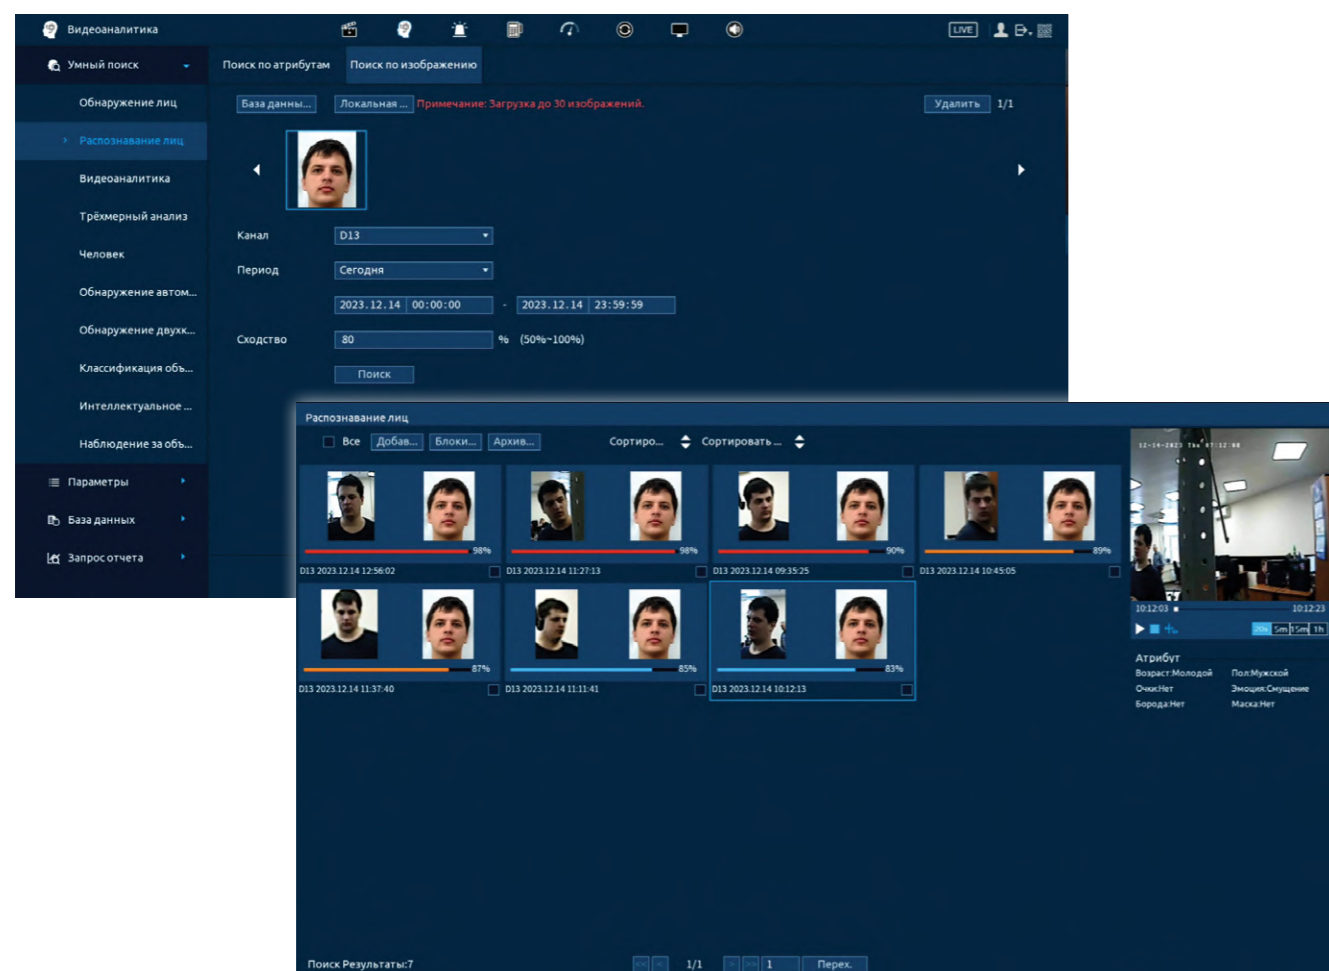 Видеоаналитика
LIVE
Умный поиск
Поиск по атрибутам
Поиск по изображению
Обнаружение лиц
База данны...
Локальная ...
Примечание: Загрузка до 30 изображений.
Удалить
1/1
Распознавание лиц
Видеоаналитика
Трёхмерный анализ
Канал
D13
Человек
Период
Сегодня
Обнаружение автом...
2023.12.14 00:00:00 - 2023.12.14 23:59:59
Обнаружение двухк...
Сходство
80
% (50%~100%)
Классификация объ...
Поиск
Интеллектуальное ...
Наблюдение за объ...
Параметры
База данных
Запрос отчета
Распознавание лиц
Все
Добав...
Блоки...
Архив...
Сортиро...
Сортировать ...
98%
98%
90%
89%
D13 2023.12.14 12:56:02
D13 2023.12.14 11:27:13
D13 2023.12.14 09:35:25
D13 2023.12.14 10:45:05
87%
85%
83%
D13 2023.12.14 11:37:40
D13 2023.12.14 11:11:41
D13 2023.12.14 10:12:13
10:12:03
10:12:23
20s 5m 15m 1h
Атрибут
Возраст:Молодой
Пол:Мужской
Очки:Нет
Эмоция:Смущение
Борода:Нет
Маска:Нет
Поиск Результаты:7
<< <
1/1
> >>
1
Перех.